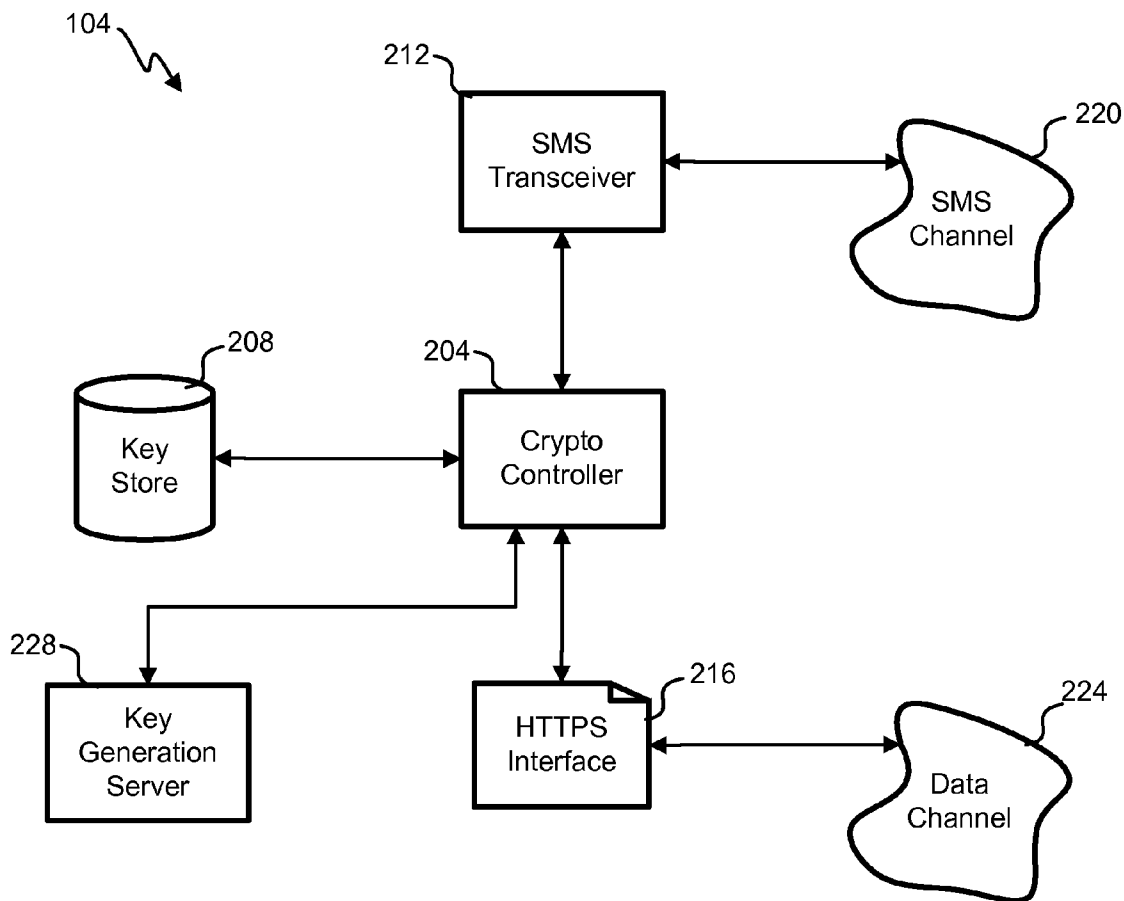 104
212
SMS
Transceiver
220
SMS
Channel
208
Key
Store
204
Crypto
Controller
228
Key
Generation
Server
216
HTTPS
Interface
224
Data
Channel